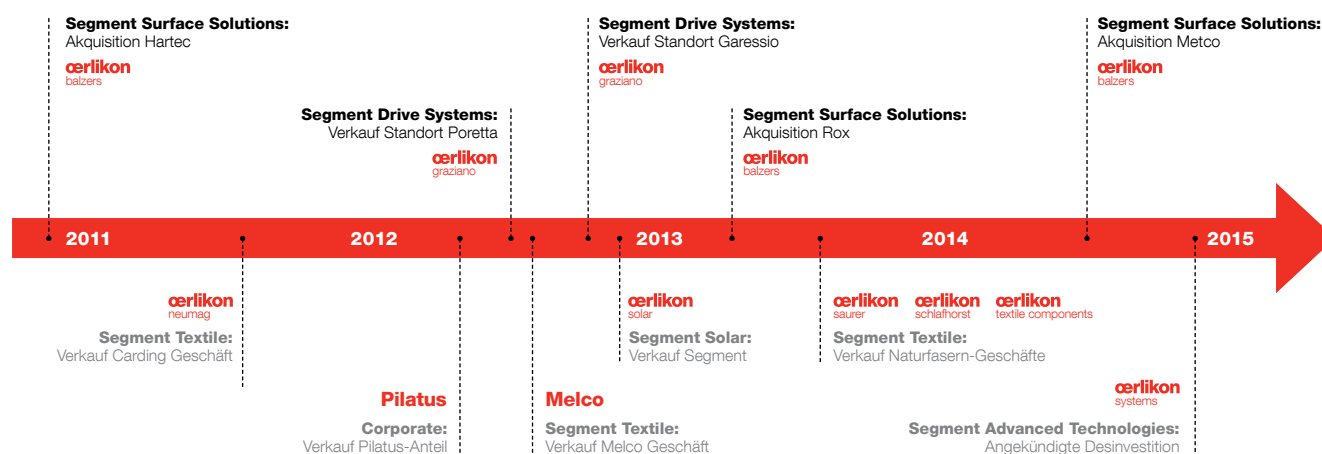 Segment Surface Solutions:
Akquisition Hartec
œrlikon
balzers
Segment Drive Systems:
Verkauf Standort Poretta
œrlikon
graziano
Segment Drive Systems:
Verkauf Standort Garessio
œrlikon
graziano
Segment Surface Solutions:
Akquisition Rox
œrlikon
balzers
Segment Surface Solutions:
Akquisition Metco
œrlikon
balzers
2011 2012 2013 2014 2015
œrlikon
neumag
Segment Textile:
Verkauf Carding Geschäft
Pilatus
Corporate:
Verkauf Pilatus-Anteil
Melco
Segment Textile:
Verkauf Melco Geschäft
œrlikon
solar
Segment Solar:
Verkauf Segment
œrlikon œrlikon œrlikon
saurer schlafhorst textile components
Segment Textile:
Verkauf Naturfasern-Geschäfte
œrlikon
systems
Segment Advanced Technologies:
Angekündigte Desinvestition